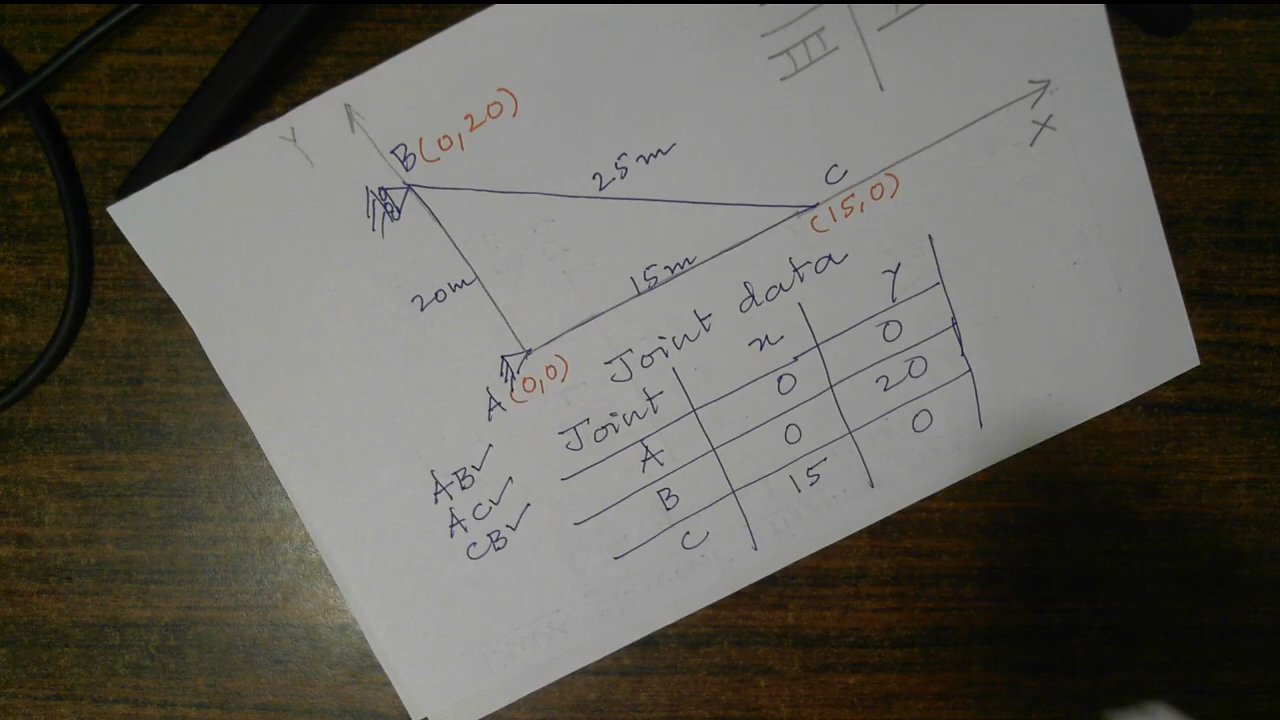 III
Y
X
B(0,20)
25m
C
(15,0)
20m
15m
A(0,0)
Joint data
Joint x Y
A 0 0
B 0 20
C 15 0
AB✓
AC✓
CB✓